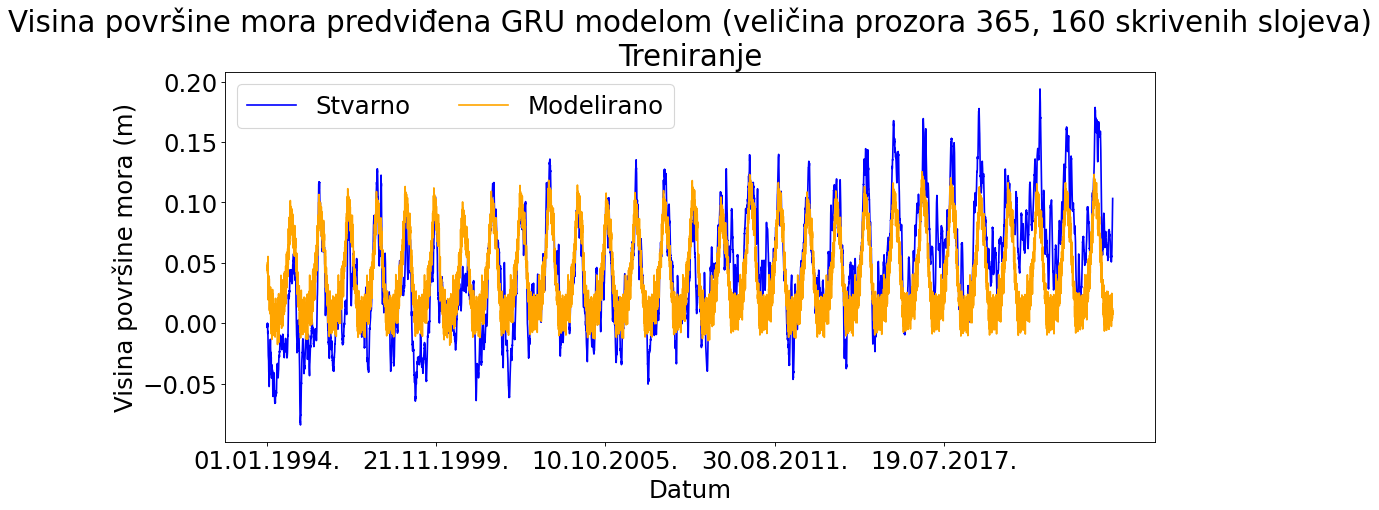 Visina površine mora predviđena GRU modelom (veličina prozora 365, 160 skrivenih slojeva)
Treniranje
Stvarno
Modelirano
Visina površine mora (m)
0.20
0.15
0.10
0.05
0.00
−0.05
01.01.1994.
21.11.1999.
10.10.2005.
30.08.2011.
19.07.2017.
Datum